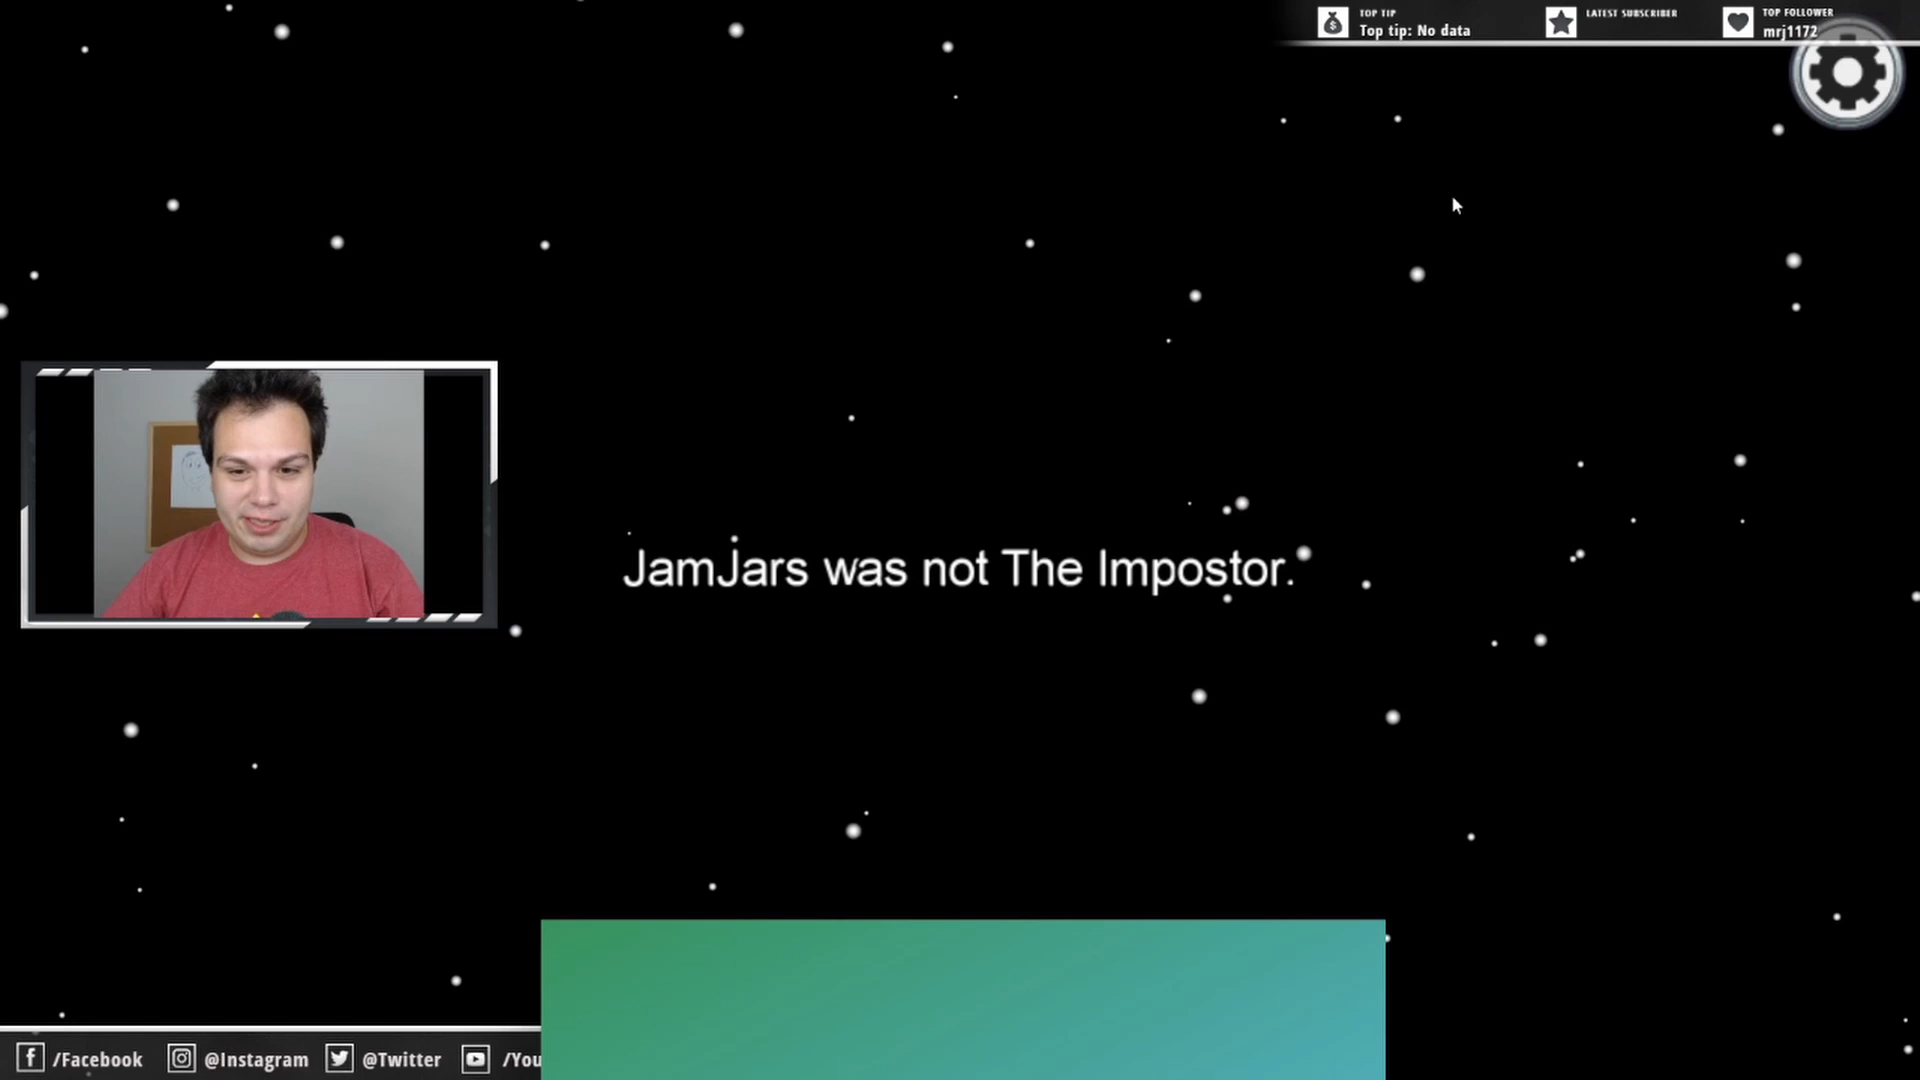 TOP TIP
Top tip: No data
LATEST SUBSCRIBER
TOP FOLLOWER
mrj1172
JamJars was not The Impostor.
/Facebook
@Instagram
@Twitter
/You